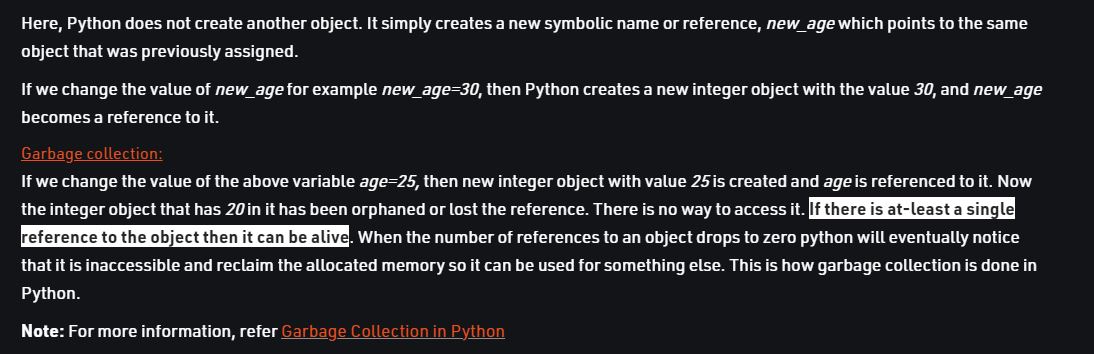 Here, Python does not create another object. It simply creates a new symbolic name or reference, new_age which points to the same
object that was previously assigned.
If we change the value of new_age for example new_age=30, then Python creates a new integer object with the value 30, and new_age
becomes a reference to it.
Garbage collection:
If we change the value of the above variable age=25, then new integer object with value 25 is created and age is referenced to it. Now
the integer object that has 20 in it has been orphaned or lost the reference. There is no way to access it. If there is at-least a single
reference to the object then it can be alive. When the number of references to an object drops to zero python will eventually notice
that it is inaccessible and reclaim the allocated memory so it can be used for something else. This is how garbage collection is done in
Python.
Note: For more information, refer Garbage Collection in Python